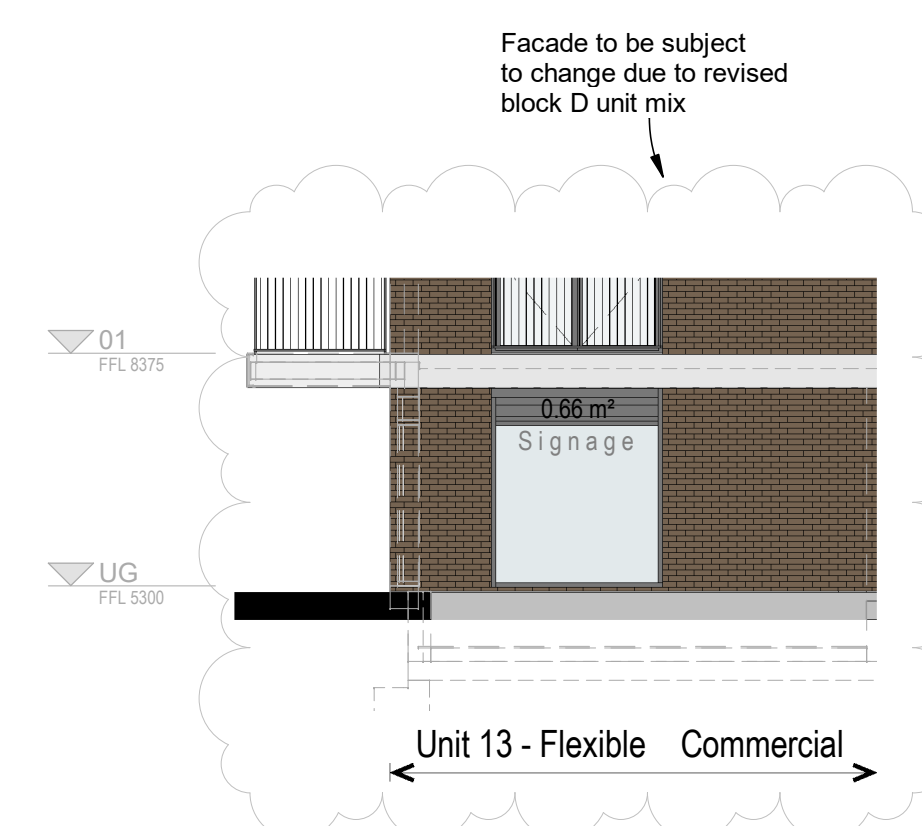 Facade to be subject
to change due to revised
block D unit mix
01
FFL 8375
0.66 m²
Signage
UG
FFL 5300
Unit 13 - Flexible Commercial